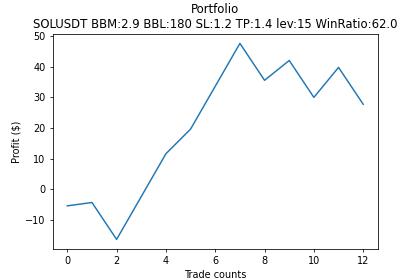 Portfolio
SOLUSDT BBM:2.9 BBL:180 SL:1.2 TP:1.4 lev:15 WinRatio:62.0
50
40
30
20
10
0
−10
Profit ($)
0 2 4 6 8 10 12
Trade counts